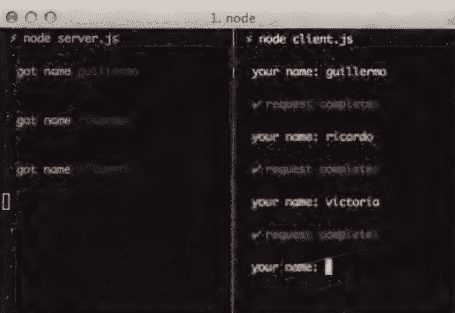 1. node
⚡ node server.js
got name guillermo
got name
got name
⚡ node client.js
your name: guillermo
✔ request complete!
your name: ricardo
✔ request complete!
your name: victoria
✔ request complete!
your name: